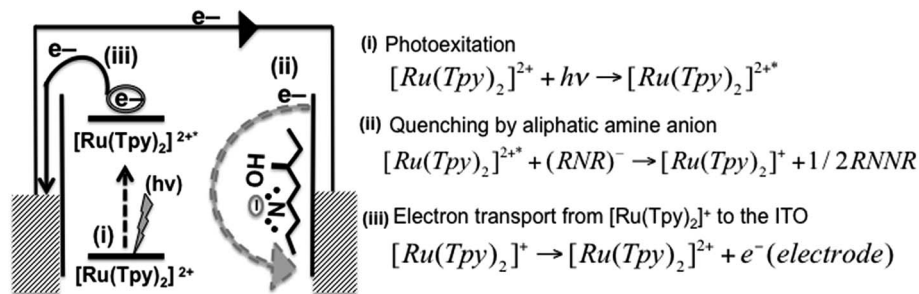 e−
e−
(iii)
(ii)
e−
e−
[Ru(Tpy)₂]²⁺*
HO
⊖
N
(hν)
(i)
[Ru(Tpy)₂]²⁺
(i) Photoexitation
[Ru(Tpy)₂]²⁺ + hν → [Ru(Tpy)₂]²⁺*
(ii) Quenching by aliphatic amine anion
[Ru(Tpy)₂]²⁺* + (RNR)⁻ → [Ru(Tpy)₂]⁺ + 1/2RNNR
(iii) Electron transport from [Ru(Tpy)₂]⁺ to the ITO
[Ru(Tpy)₂]⁺ → [Ru(Tpy)₂]²⁺ + e⁻(electrode)